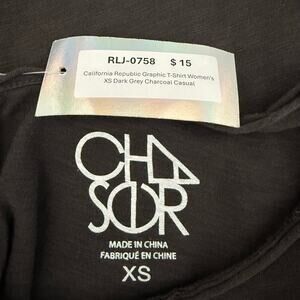 RLJ-0758 $15
California Republic Graphic T-Shirt Women's
XS Dark Grey Charcoal Casual
CHA
SER
MADE IN CHINA
FABRIQUÉ EN CHINE
XS